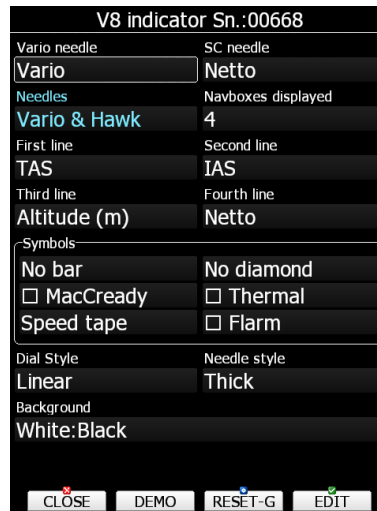 V8 indicator Sn.:00668
Vario needle SC needle
Vario Netto
Needles Navboxes displayed
Vario & Hawk 4
First line Second line
TAS IAS
Third line Fourth line
Altitude (m) Netto
Symbols
No bar No diamond
☐ MacCready ☐ Thermal
Speed tape ☐ Flarm
Dial Style Needle style
Linear Thick
Background
White:Black
CLOSE DEMO RESET-G EDIT